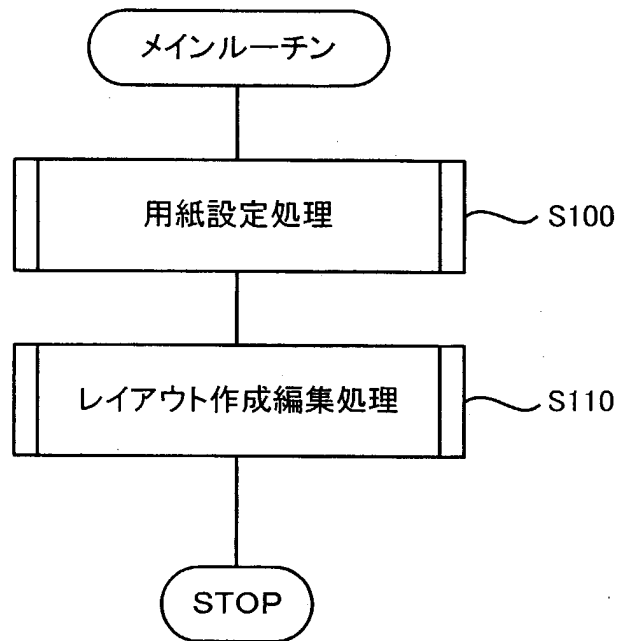 メインルーチン
用紙設定処理
S100
レイアウト作成編集処理
S110
STOP